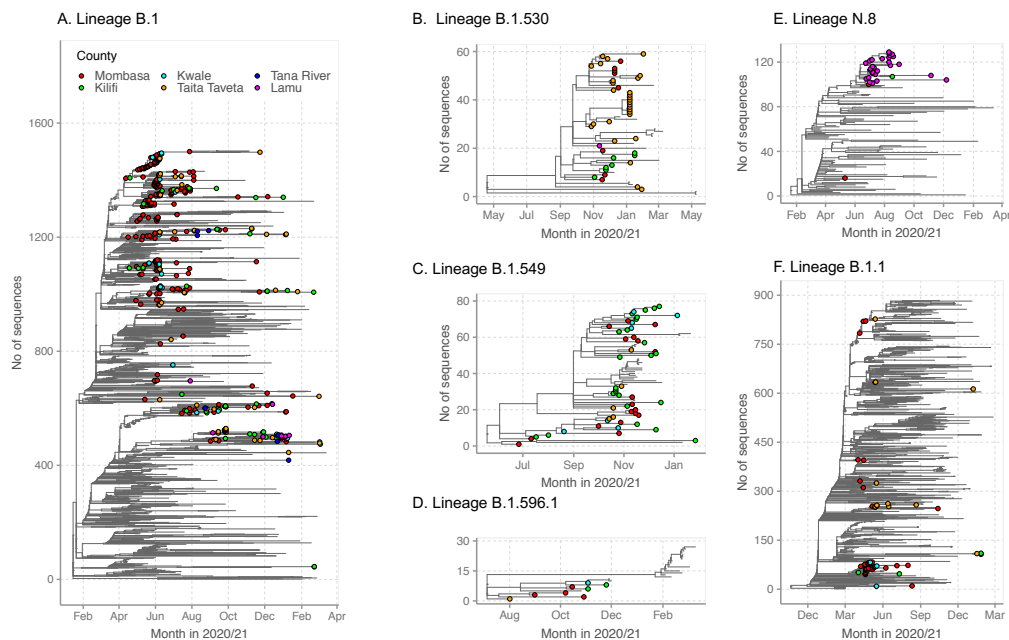 A. Lineage B.1
County
Mombasa
Kwale
Tana River
Kilifi
Taita Taveta
Lamu
1600
1200
800
400
0
No of sequences
Feb Apr Jun Aug Oct Dec Feb Apr
Month in 2020/21
B. Lineage B.1.530
60
40
20
0
No of sequences
May Jul Sep Nov Jan Mar May
Month in 2020/21
C. Lineage B.1.549
80
60
40
20
0
No of sequences
Jul Sep Nov Jan
Month in 2020/21
D. Lineage B.1.596.1
30
15
0
No of sequences
Aug Oct Dec Feb
Month in 2020/21
E. Lineage N.8
120
80
40
0
No of sequences
Feb Apr Jun Aug Oct Dec Feb Apr
Month in 2020/21
F. Lineage B.1.1
900
750
600
450
300
150
0
No of sequences
Dec Mar Jun Sep Dec Mar
Month in 2020/21